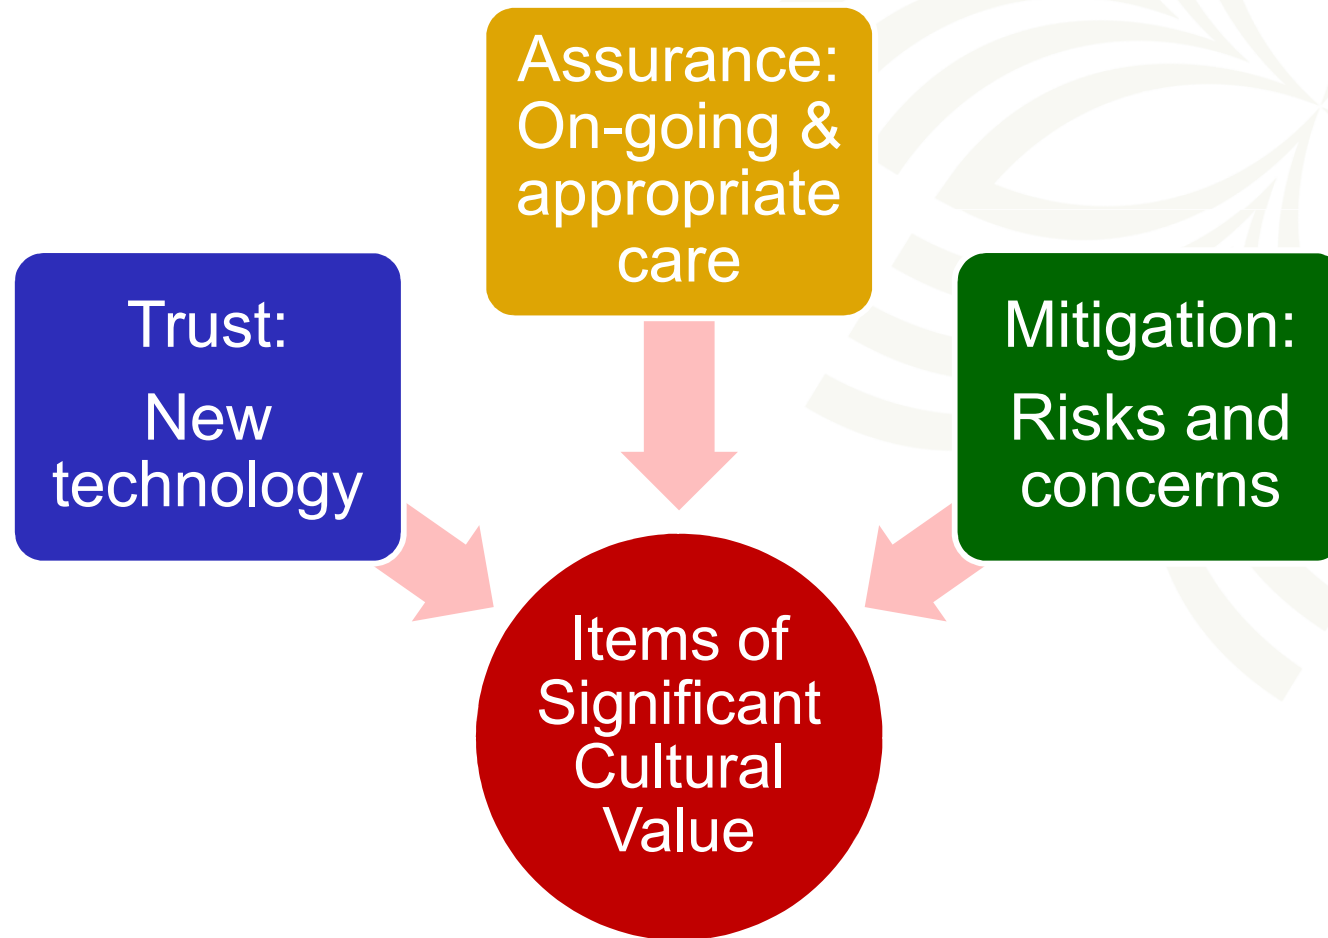 Assurance:
On-going &
appropriate
care
Trust:
New
technology
Mitigation:
Risks and
concerns
Items of
Significant
Cultural
Value